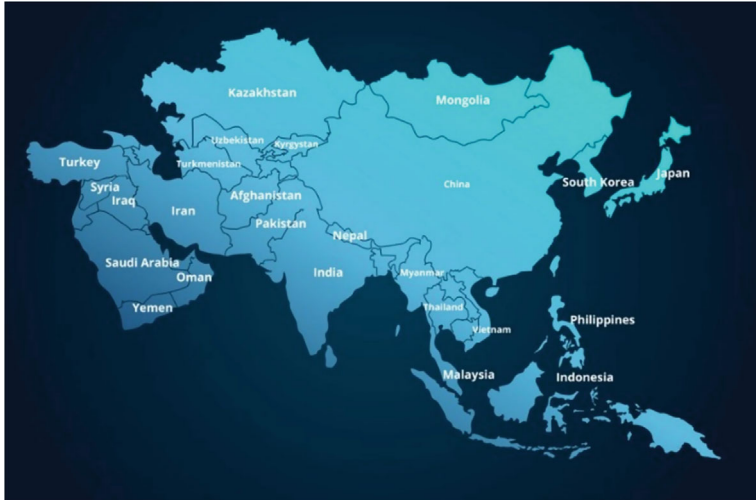 Kazakhstan
Mongolia
Uzbekistan
Kyrgystan
Turkey
Turkmenistan
Japan
South Korea
China
Syria
Afghanistan
Iraq
Iran
Pakistan
Nepal
Saudi Arabia
India
Myanmar
Oman
Yemen
Thailand
Philippines
Vietnam
Malaysia
Indonesia